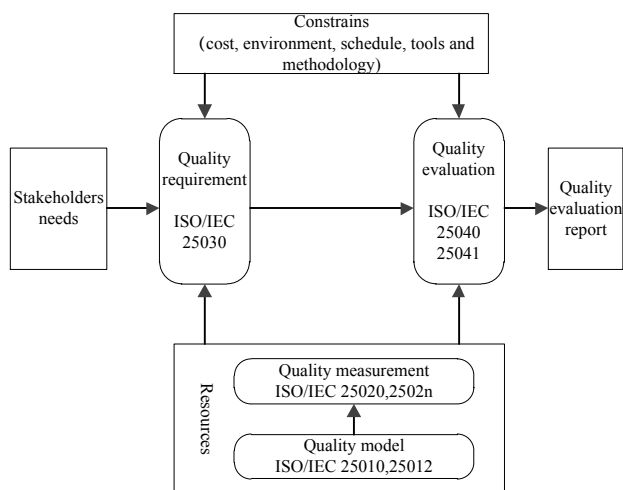 Constrains
(cost, environment, schedule, tools and
methodology)
Stakeholders
needs
Quality
requirement
ISO/IEC
25030
Quality
evaluation
ISO/IEC
25040
25041
Quality
evaluation
report
Resources
Quality measurement
ISO/IEC 25020,2502n
Quality model
ISO/IEC 25010,25012